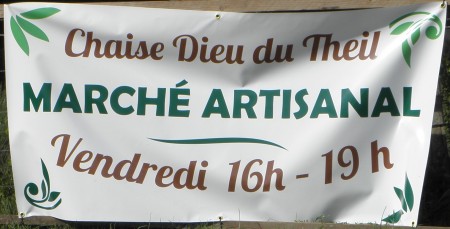 Chaise Dieu du Theil
MARCHÉ ARTISANAL
Vendredi 16h - 19 h